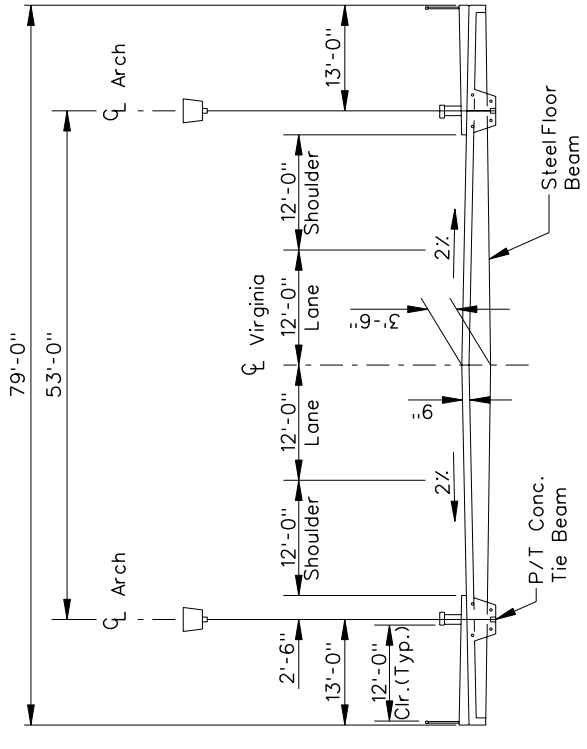 79'-0"
53'-0"
℄ Arch
℄ Arch
℄ Virginia
2'-6"
12'-0"
Shoulder
12'-0"
Lane
12'-0"
Lane
12'-0"
Shoulder
13'-0"
13'-0"
12'-0"
Clr.(Typ.)
9"
3'-6"
2%
2%
P/T Conc.
Tie Beam
Steel Floor
Beam